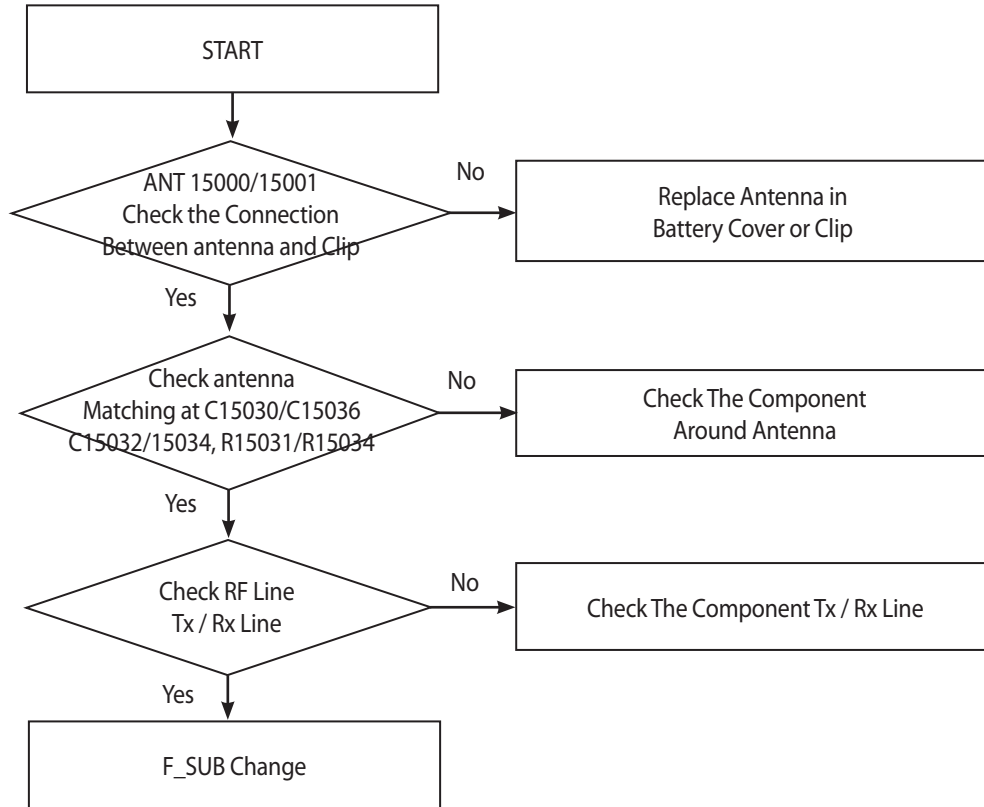 START
ANT 15000/15001
Check the Connection
Between antenna and Clip
No
Replace Antenna in
Battery Cover or Clip
Yes
Check antenna
Matching at C15030/C15036
C15032/15034, R15031/R15034
No
Check The Component
Around Antenna
Yes
Check RF Line
Tx / Rx Line
No
Check The Component Tx / Rx Line
Yes
F_SUB Change